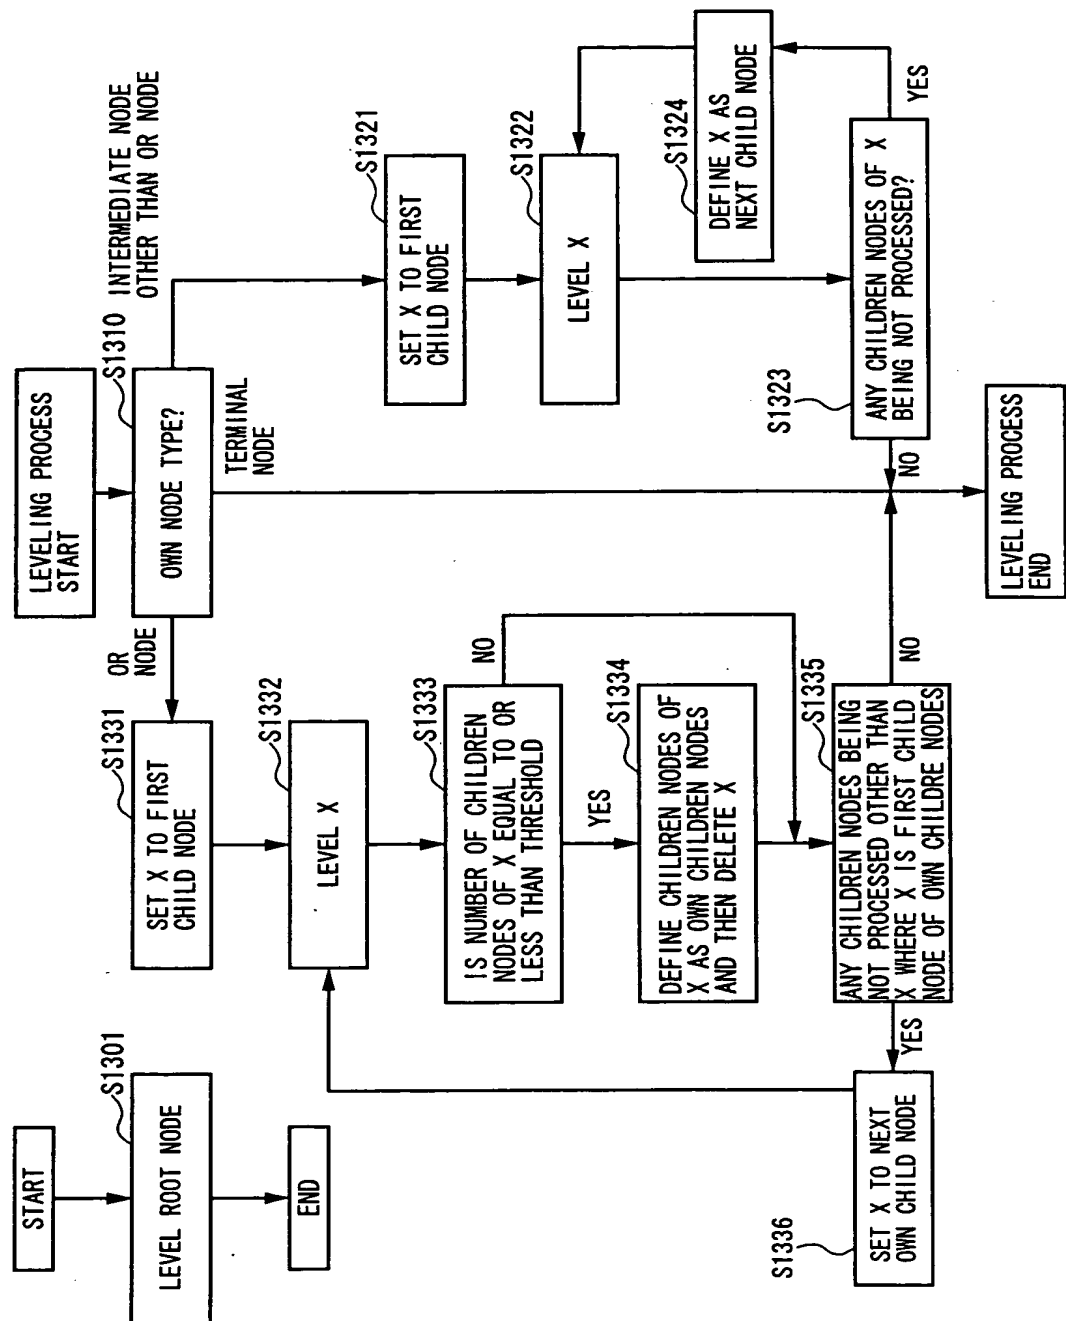 START
S1301
LEVEL ROOT NODE
END
LEVELING PROCESS
START
S1310
OWN NODE TYPE?
OR
NODE
TERMINAL
NODE
INTERMEDIATE NODE
OTHER THAN OR NODE
S1331
SET X TO FIRST
CHILD NODE
S1332
LEVEL X
S1333
IS NUMBER OF CHILDREN
NODES OF X EQUAL TO OR
LESS THAN THRESHOLD
NO
YES
S1334
DEFINE CHILDREN NODES OF
X AS OWN CHILDREN NODES
AND THEN DELETE X
S1335
ANY CHILDREN NODES BEING
NOT PROCESSED OTHER THAN
X WHERE X IS FIRST CHILD
NODE OF OWN CHILDRE NODES
YES
NO
S1336
SET X TO NEXT
OWN CHILD NODE
S1321
SET X TO FIRST
CHILD NODE
S1322
LEVEL X
S1324
DEFINE X AS
NEXT CHILD NODE
S1323
ANY CHILDREN NODES OF X
BEING NOT PROCESSED?
YES
NO
LEVELING PROCESS
END